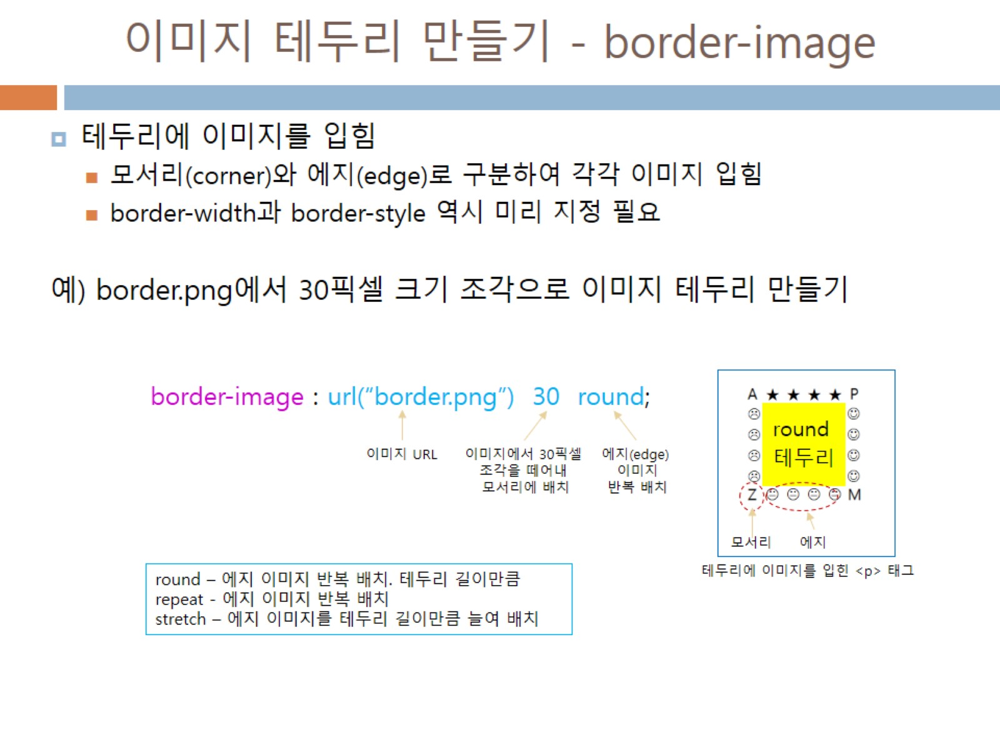 이미지 테두리 만들기 - border-image
테두리에 이미지를 입힘
모서리(corner)와 에지(edge)로 구분하여 각각 이미지 입힘
border-width과 border-style 역시 미리 지정 필요
예) border.png에서 30픽셀 크기 조각으로 이미지 테두리 만들기
border-image : url(“border.png”) 30 round;
이미지 URL
이미지에서 30픽셀
조각을 떼어내
모서리에 배치
에지(edge)
이미지
반복 배치
A ★ ★ ★ ★ P
☹ ☺
☹ round ☺
☹ 테두리 ☺
☹ ☺
Z 😐 😐 😐 😐 M
모서리 에지
테두리에 이미지를 입힌 <p> 태그
round – 에지 이미지 반복 배치. 테두리 길이만큼
repeat - 에지 이미지 반복 배치
stretch – 에지 이미지를 테두리 길이만큼 늘여 배치